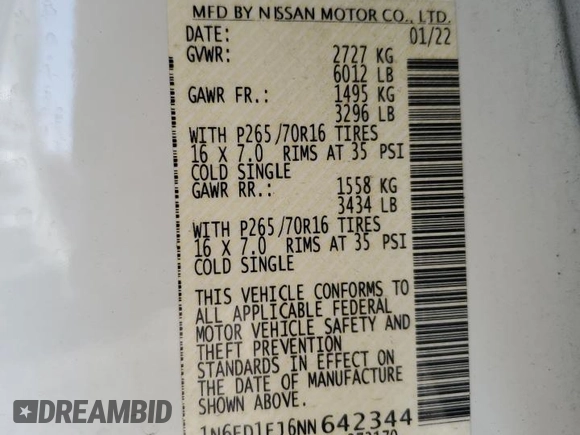 MFD BY NISSAN MOTOR CO., LTD.
DATE: 01/22
GVWR: 2727 KG
6012 LB
GAWR FR.: 1495 KG
3296 LB
WITH P265/70R16 TIRES
16 X 7.0 RIMS AT 35 PSI
COLD SINGLE
GAWR RR.: 1558 KG
3434 LB
WITH P265/70R16 TIRES
16 X 7.0 RIMS AT 35 PSI
COLD SINGLE
THIS VEHICLE CONFORMS TO
ALL APPLICABLE FEDERAL
MOTOR VEHICLE SAFETY AND
THEFT PREVENTION
STANDARDS IN EFFECT ON
THE DATE OF MANUFACTURE
SHOWN ABOVE.
1N6ED1EJ6NN642344
DREAMBID